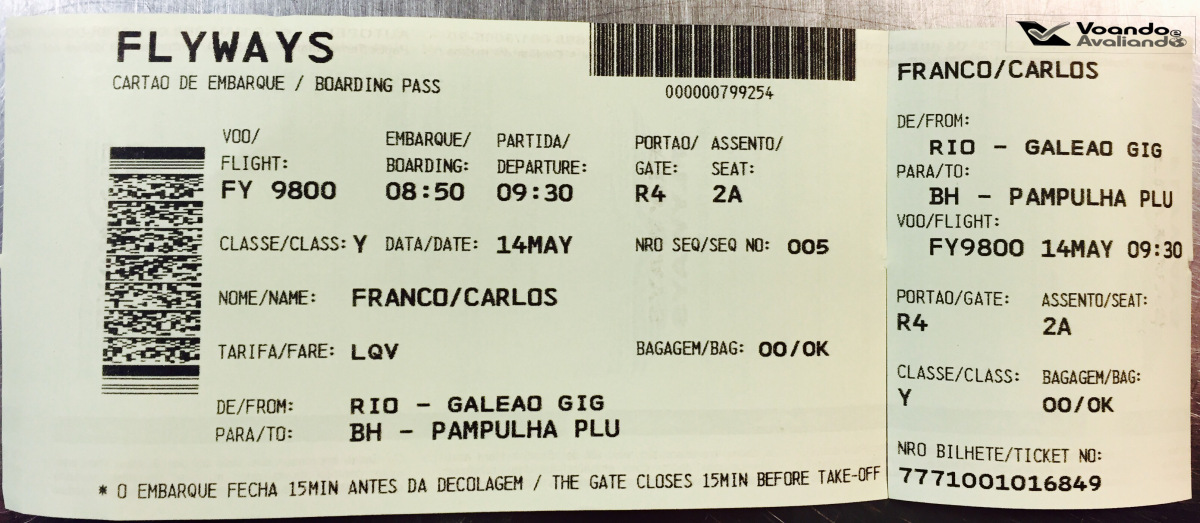 FLYWAYS
CARTAO DE EMBARQUE / BOARDING PASS
000000799254
VOO/ EMBARQUE/ PARTIDA/ PORTAO/ ASSENTO/
FLIGHT: BOARDING: DEPARTURE: GATE: SEAT:
FY 9800 08:50 09:30 R4 2A
CLASSE/CLASS: Y DATA/DATE: 14MAY NRO SEQ/SEQ NO: 005
NOME/NAME: FRANCO/CARLOS
TARIFA/FARE: LQV BAGAGEM/BAG: 00/0K
DE/FROM: RIO - GALEAO GIG
PARA/TO: BH - PAMPULHA PLU
* O EMBARQUE FECHA 15MIN ANTES DA DECOLAGEM / THE GATE CLOSES 15MIN BEFORE TAKE-OFF
Voando e
Avaliando
FRANCO/CARLOS
DE/FROM:
RIO - GALEAO GIG
PARA/TO:
BH - PAMPULHA PLU
VOO/FLIGHT:
FY9800 14MAY 09:30
PORTAO/GATE: ASSENTO/SEAT:
R4 2A
CLASSE/CLASS: BAGAGEM/BAG:
Y 00/0K
NRO BILHETE/TICKET NO:
7771001016849